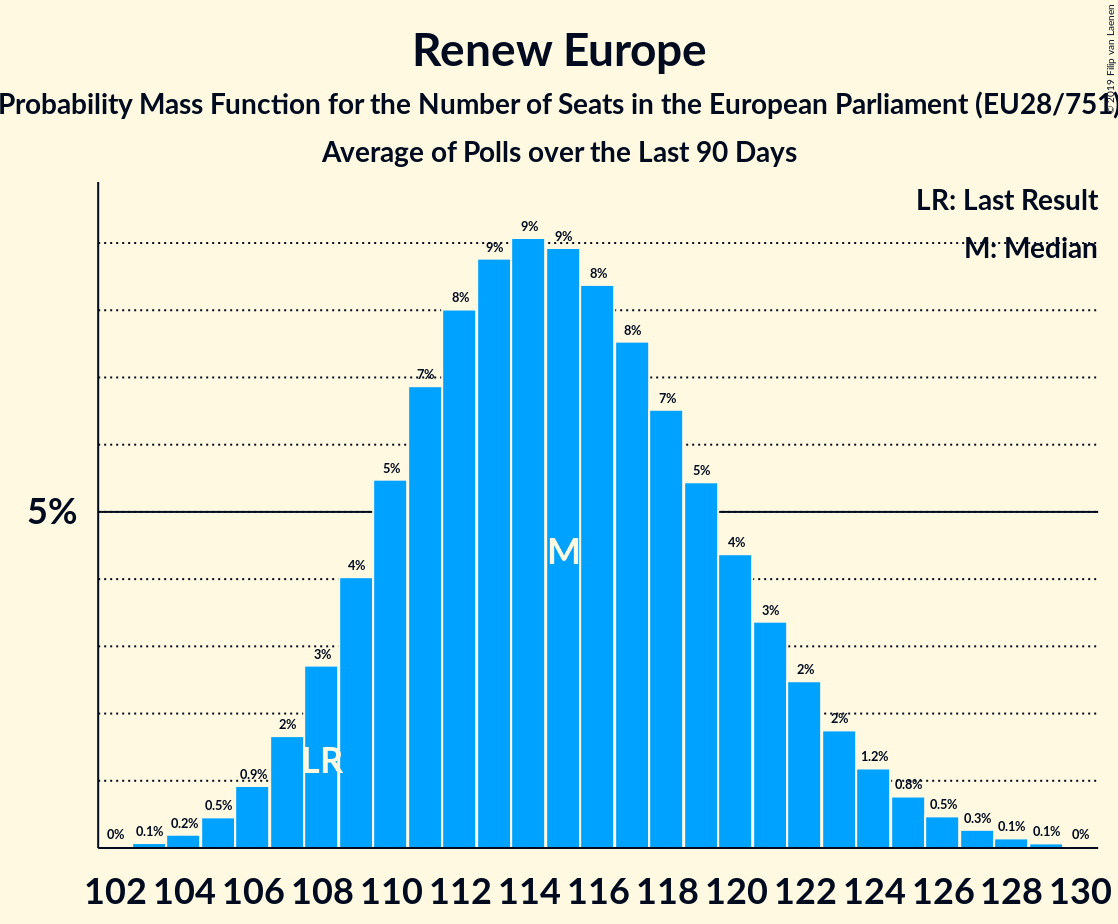 Renew Europe
Probability Mass Function for the Number of Seats in the European Parliament (EU28/751)
Average of Polls over the Last 90 Days
© 2019 Filip van Laenen
LR: Last Result
M: Median
5%
0% 0.1% 0.2% 0.5% 0.9% 2% 3% 4% 5% 7% 8% 9% 9% 9% 8% 8% 7% 5% 4% 3% 2% 2% 1.2% 0.8% 0.5% 0.3% 0.1% 0.1% 0%
M
LR
102 104 106 108 110 112 114 116 118 120 122 124 126 128 130